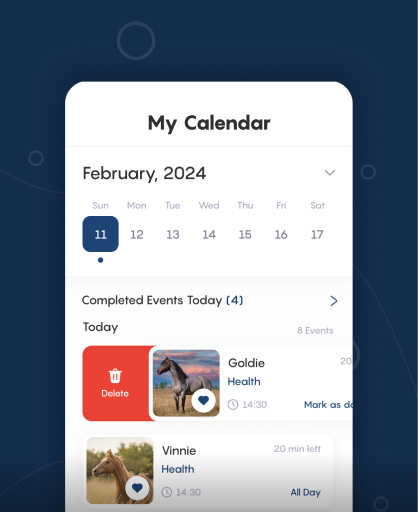 My Calendar
February, 2024
Sun Mon Tue Wed Thu Fri Sat
11 12 13 14 15 16 17
Completed Events Today (4)
Today
8 Events
Goldie 20
Health
Delete
14:30 Mark as do
Vinnie 20 min left
Health
14:30 All Day